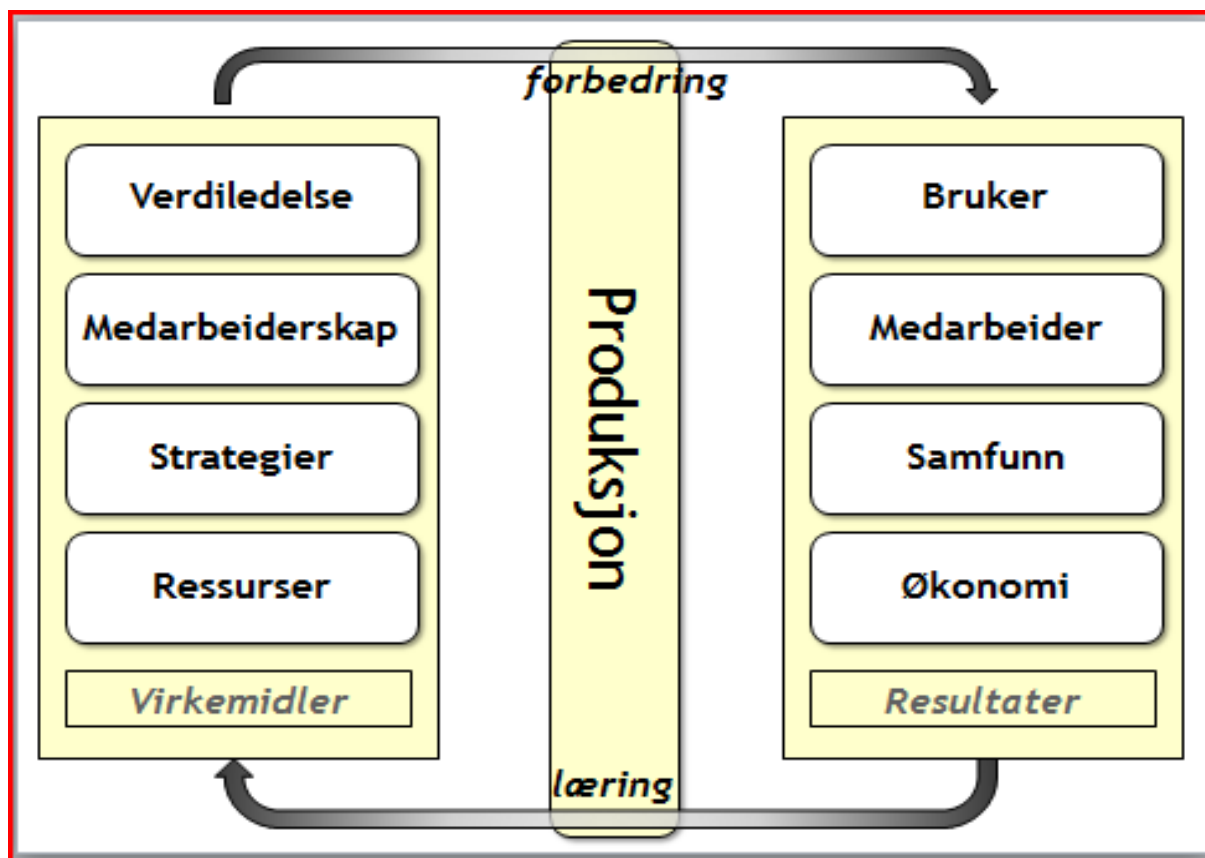 forbedring
Verdiledelse
Medarbeiderskap
Strategier
Ressurser
Virkemidler
Produksjon
Bruker
Medarbeider
Samfunn
Økonomi
Resultater
læring